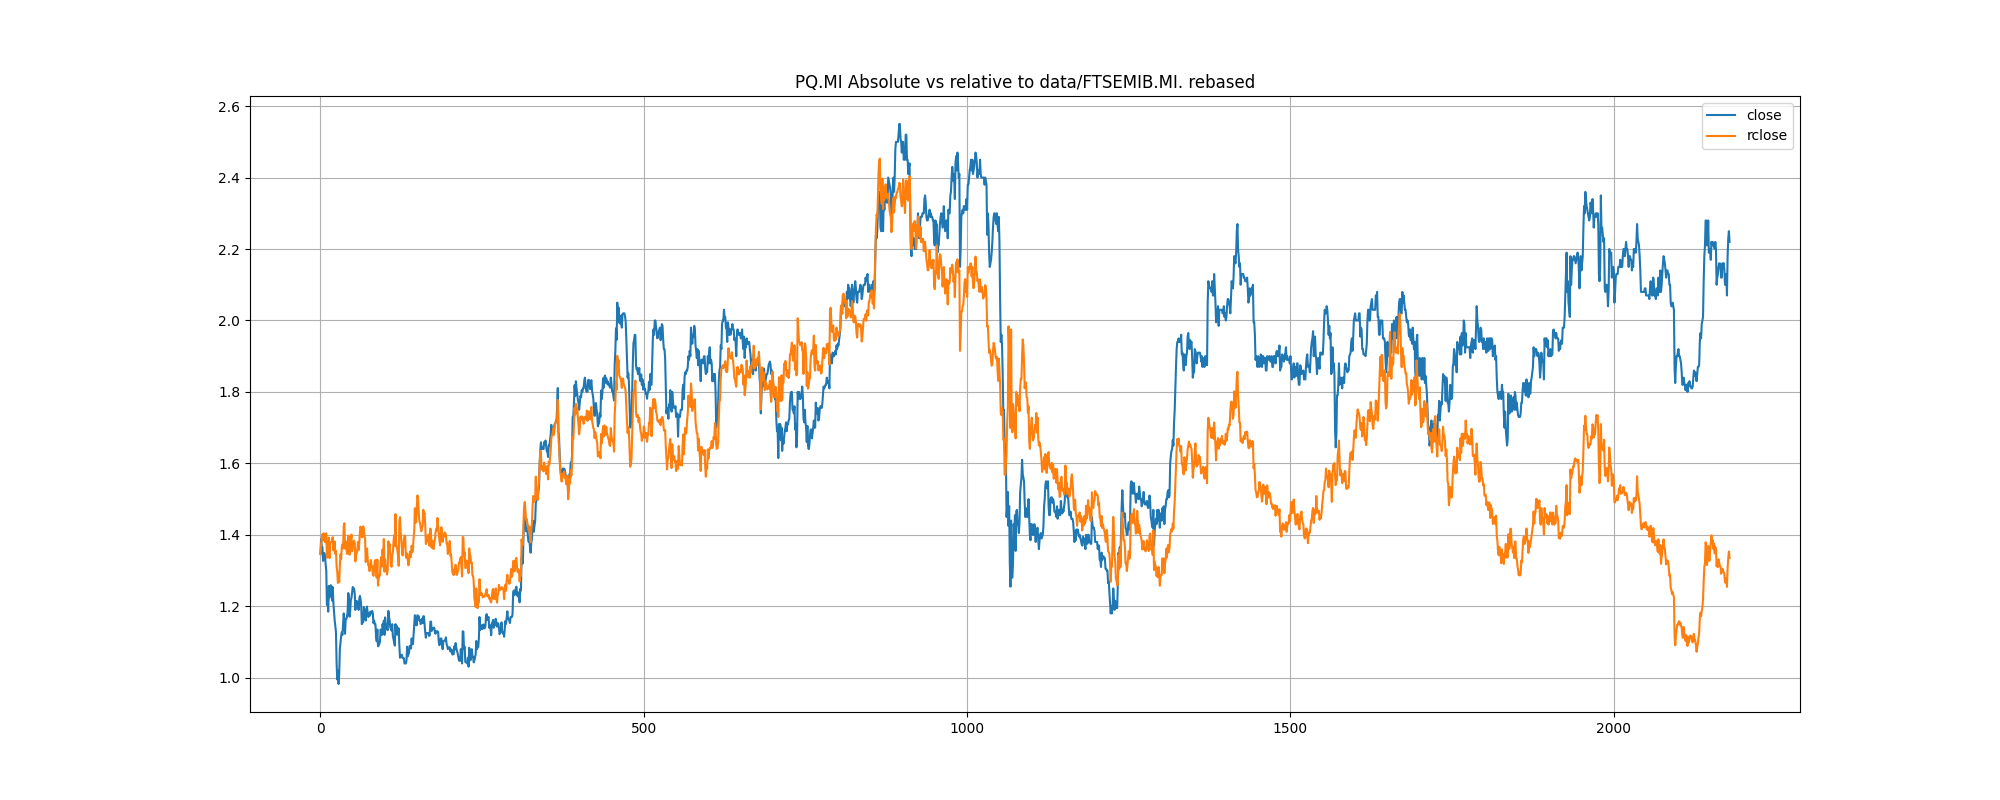 PQ.MI Absolute vs relative to data/FTSEMIB.MI. rebased
close
rclose
2.6
2.4
2.2
2.0
1.8
1.6
1.4
1.2
1.0
0 500 1000 1500 2000